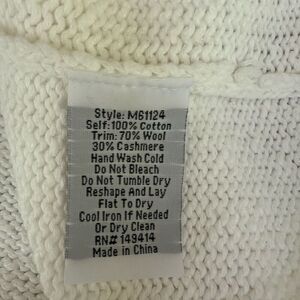 Style: M61124
Self: 100% Cotton
Trim: 70% Wool
30% Cashmere
Hand Wash Cold
Do Not Bleach
Do Not Tumble Dry
Reshape And Lay
Flat To Dry
Cool Iron If Needed
Or Dry Clean
RN# 149414
Made in China